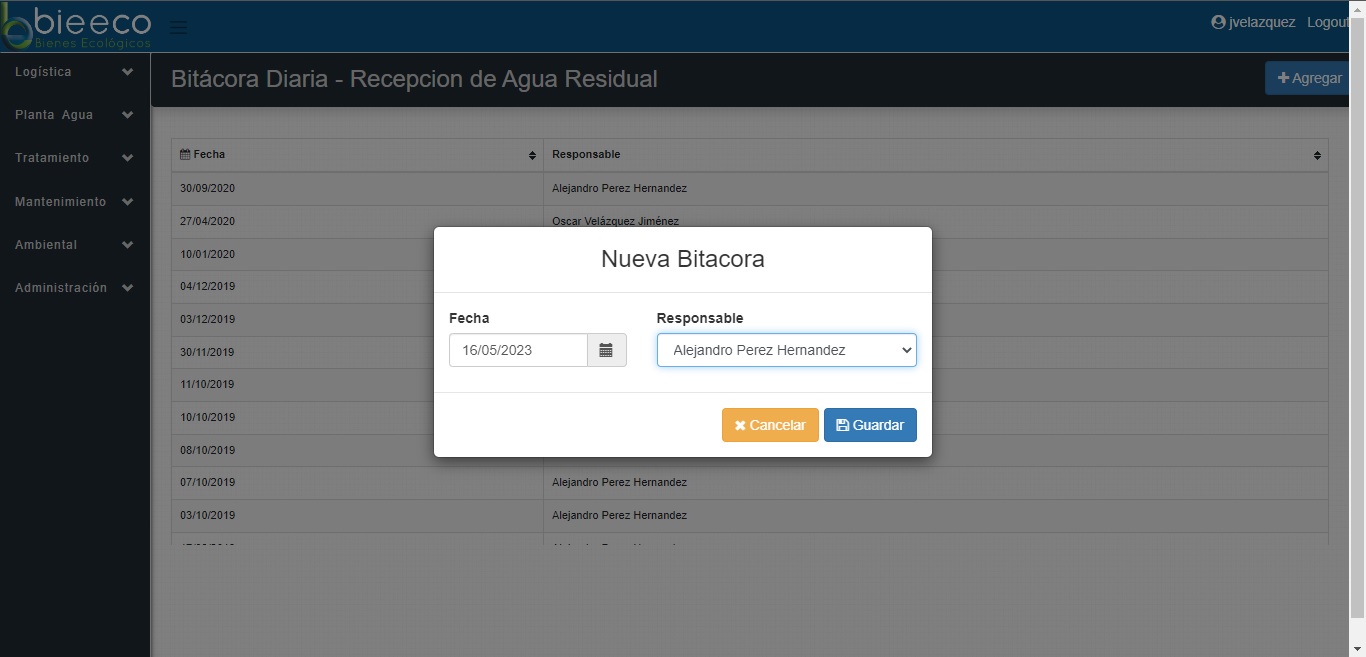 bieeco
Bienes Ecológicos
jvelazquez Logout
Logística
Planta Agua
Tratamiento
Mantenimiento
Ambiental
Administración
Bitácora Diaria - Recepcion de Agua Residual
Agregar
Fecha Responsable
30/09/2020 Alejandro Perez Hernandez
27/04/2020 Oscar Velázquez Jiménez
10/01/2020
04/12/2019
03/12/2019
30/11/2019
11/10/2019
10/10/2019
08/10/2019
07/10/2019 Alejandro Perez Hernandez
03/10/2019 Alejandro Perez Hernandez
Nueva Bitacora
Fecha Responsable
16/05/2023 Alejandro Perez Hernandez
Cancelar Guardar